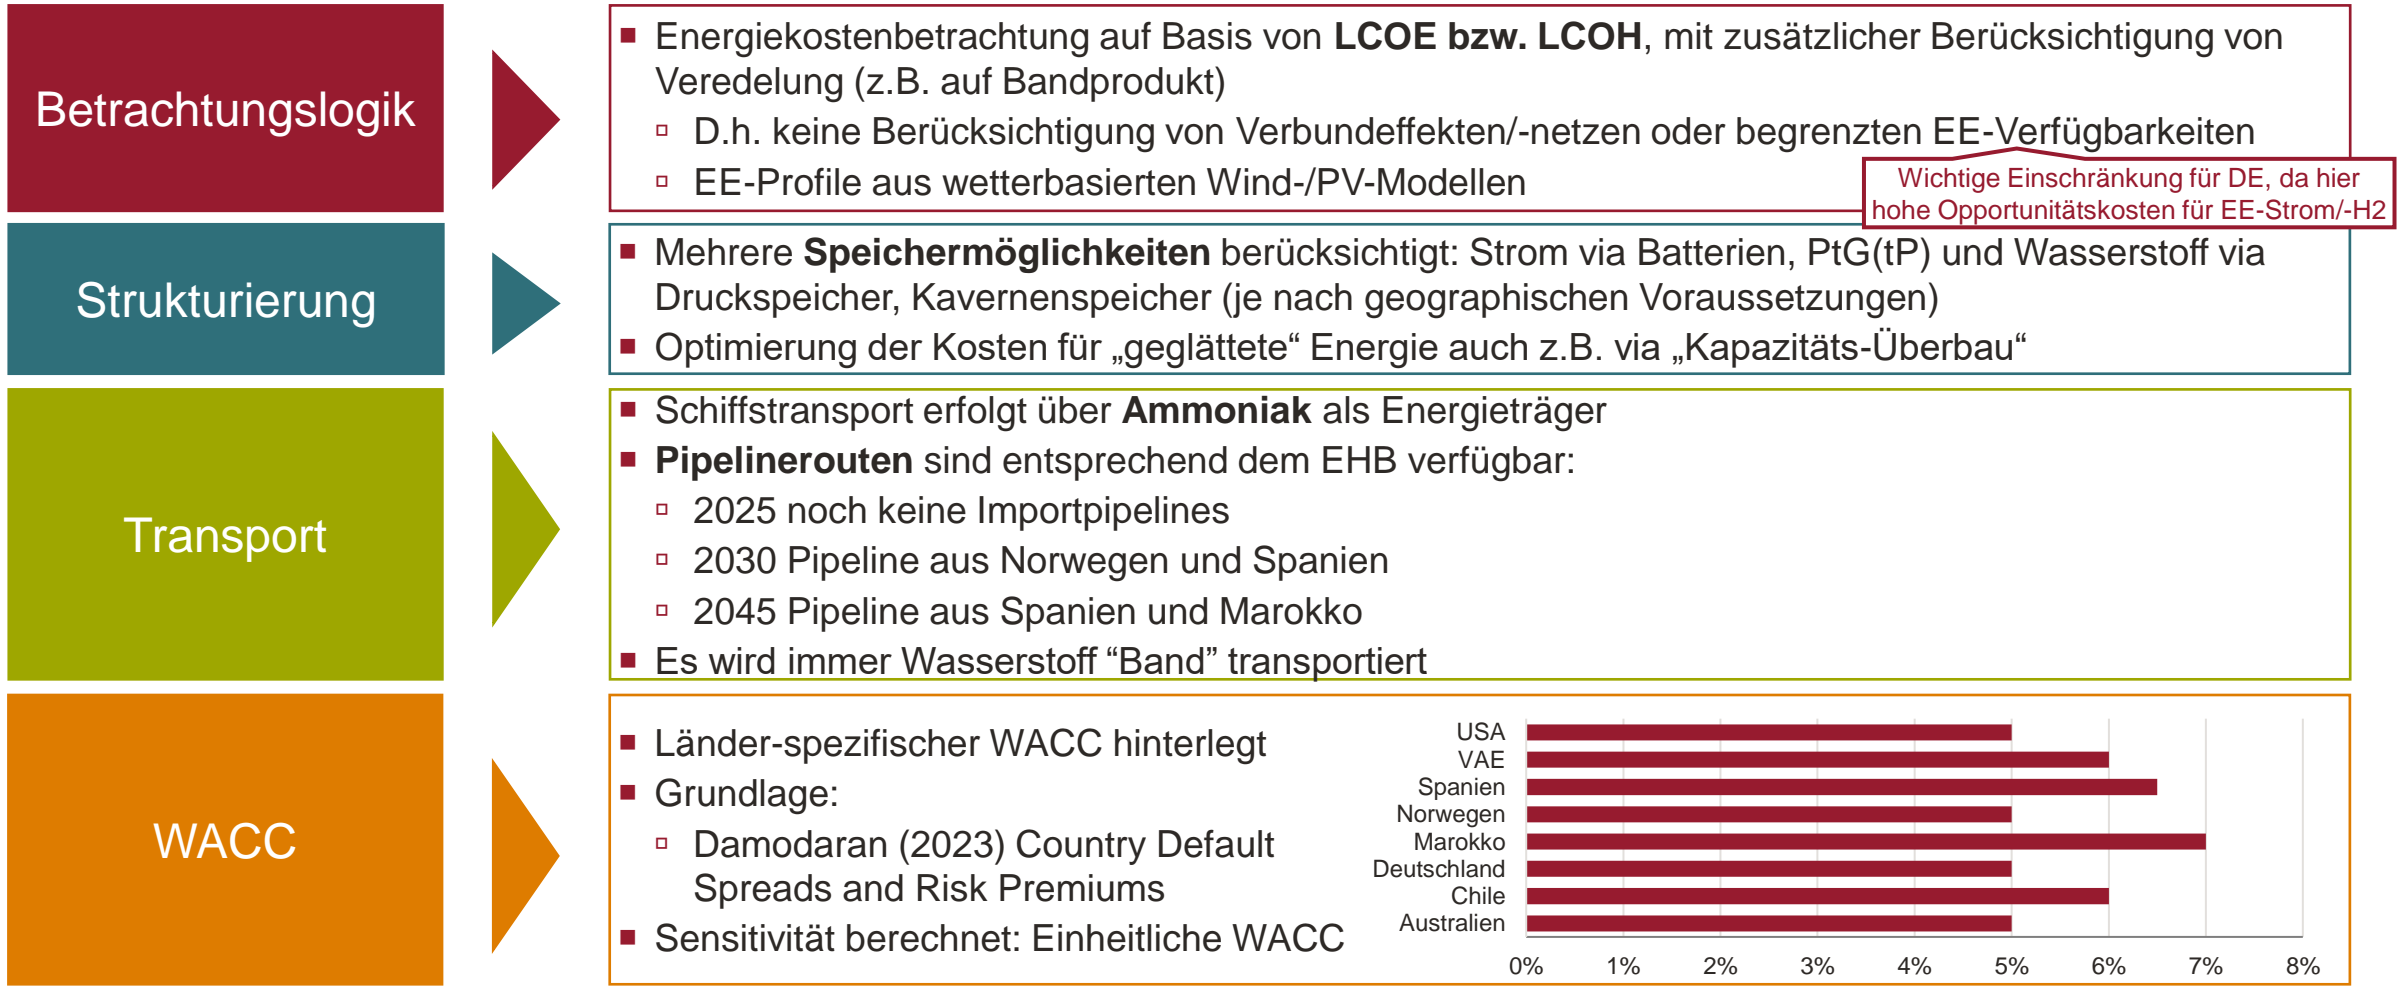 Betrachtungslogik
Energiekostenbetrachtung auf Basis von LCOE bzw. LCOH, mit zusätzlicher Berücksichtigung von
Veredelung (z.B. auf Bandprodukt)
D.h. keine Berücksichtigung von Verbundeffekten/-netzen oder begrenzten EE-Verfügbarkeiten
EE-Profile aus wetterbasierten Wind-/PV-Modellen
Wichtige Einschränkung für DE, da hier
hohe Opportunitätskosten für EE-Strom/-H2
Strukturierung
Mehrere Speichermöglichkeiten berücksichtigt: Strom via Batterien, PtG(tP) und Wasserstoff via
Druckspeicher, Kavernenspeicher (je nach geographischen Voraussetzungen)
Optimierung der Kosten für „geglättete“ Energie auch z.B. via „Kapazitäts-Überbau“
Transport
Schiffstransport erfolgt über Ammoniak als Energieträger
Pipelinerouten sind entsprechend dem EHB verfügbar:
2025 noch keine Importpipelines
2030 Pipeline aus Norwegen und Spanien
2045 Pipeline aus Spanien und Marokko
Es wird immer Wasserstoff “Band” transportiert
WACC
Länder-spezifischer WACC hinterlegt
Grundlage:
Damodaran (2023) Country Default
Spreads and Risk Premiums
Sensitivität berechnet: Einheitliche WACC
USA
VAE
Spanien
Norwegen
Marokko
Deutschland
Chile
Australien
0% 1% 2% 3% 4% 5% 6% 7% 8%